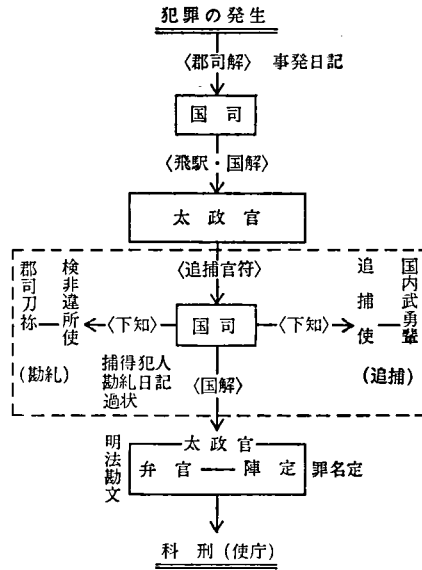 犯罪の発生
〈郡司解〉 事発日記
国司
〈飛駅・国解〉
太政官
〈追捕官符〉
郡司刀祢
検非違所使
(勘糺)
〈下知〉
国司
〈下知〉
追捕使
国内武勇輩
(追捕)
捕得犯人
勘糺日記
過状
〈国解〉
明法勘文
太政官
弁官 ── 陣定
罪名定
科刑(使庁)